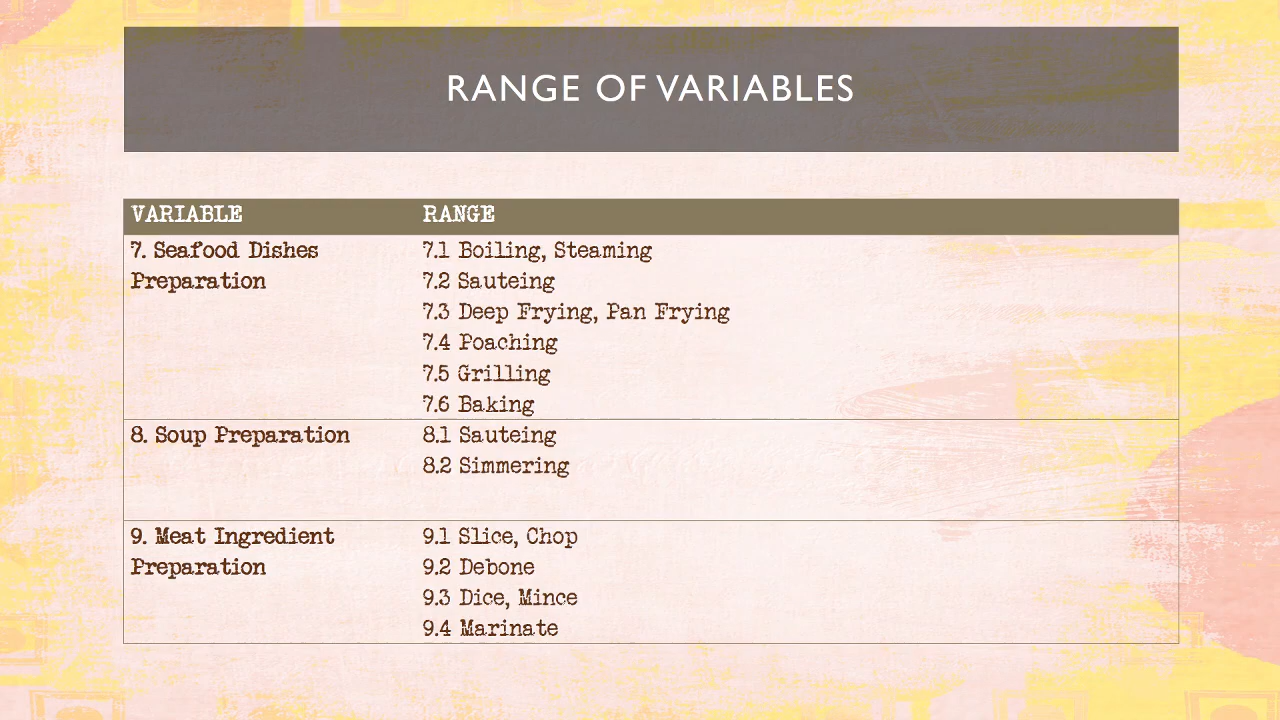 RANGE OF VARIABLES
VARIABLE RANGE
7. Seafood Dishes 7.1 Boiling, Steaming
Preparation 7.2 Sauteing
7.3 Deep Frying, Pan Frying
7.4 Poaching
7.5 Grilling
7.6 Baking
8. Soup Preparation 8.1 Sauteing
8.2 Simmering
9. Meat Ingredient 9.1 Slice, Chop
Preparation 9.2 Debone
9.3 Dice, Mince
9.4 Marinate